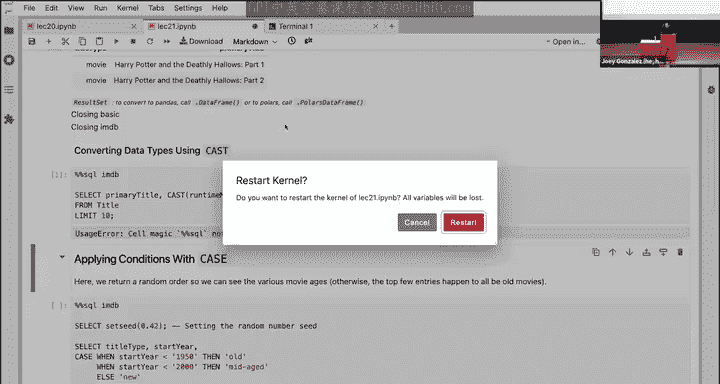 File Edit View Run Kernel Tabs Settings Help
lec20.ipynb
lec21.ipynb
Terminal 1
Download
Markdown
Open in...
Joey Gonzalez (he, h...
movie Harry Potter and the Deathly Hallows: Part 1
movie Harry Potter and the Deathly Hallows: Part 2
ResultSet : to convert to pandas, call .DataFrame() or to polars, call .PolarsDataFrame()
Closing basic
Closing imdb
Converting Data Types Using CAST
[1]: %%sql imdb
SELECT primaryTitle, CAST(runtimeM
FROM Title
LIMIT 10;
UsageError: Cell magic `%%sql` not
Restart Kernel?
Do you want to restart the kernel of lec21.ipynb? All variables will be lost.
Cancel
Restart
Applying Conditions With CASE
Here, we return a random order so we can see the various movie ages (otherwise, the top few entries happen to all be old movies).
[ ]: %%sql imdb
SELECT setseed(0.42); -- Setting the random number seed
SELECT titleType, startYear,
CASE WHEN startYear < '1950' THEN 'old'
WHEN startYear < '2000' THEN 'mid-aged'
ELSE 'new'